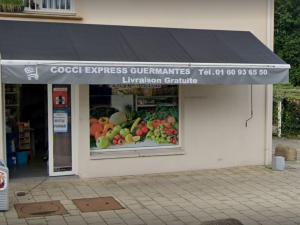 COCCI EXPRESS GUERMANTES Tél. 01 60 93 65 50
Livraison Gratuite